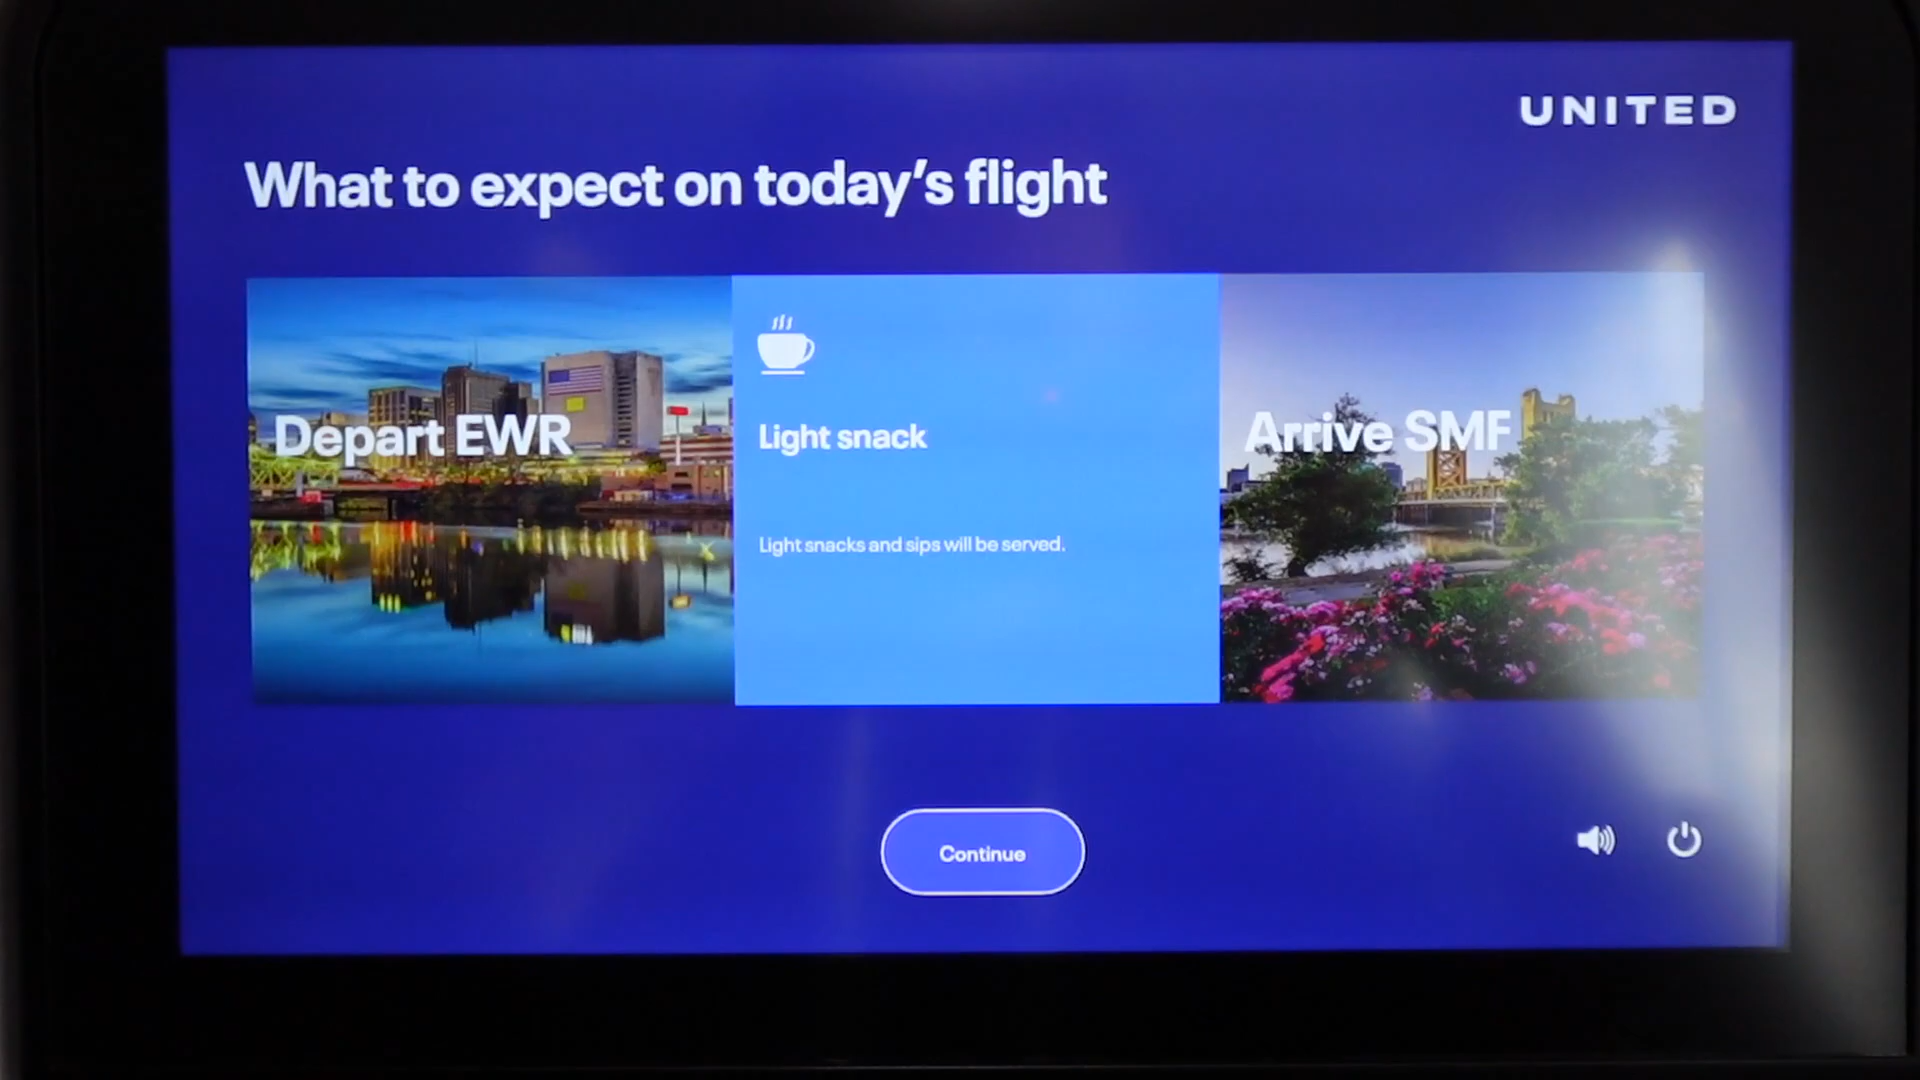 UNITED
What to expect on today's flight
Depart EWR
Light snack
Light snacks and sips will be served.
Arrive SMF
Continue